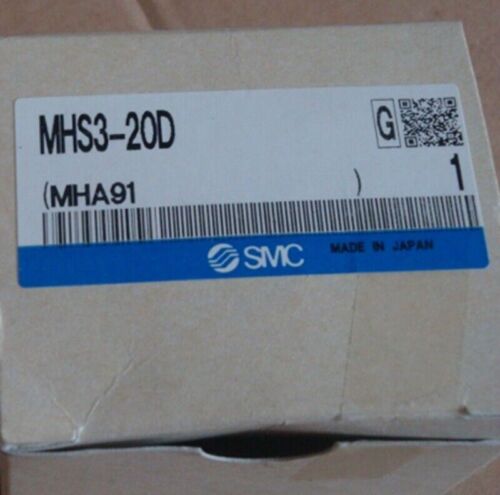 MHS3-20D G
(MHA91 ) 1
SMC MADE IN JAPAN